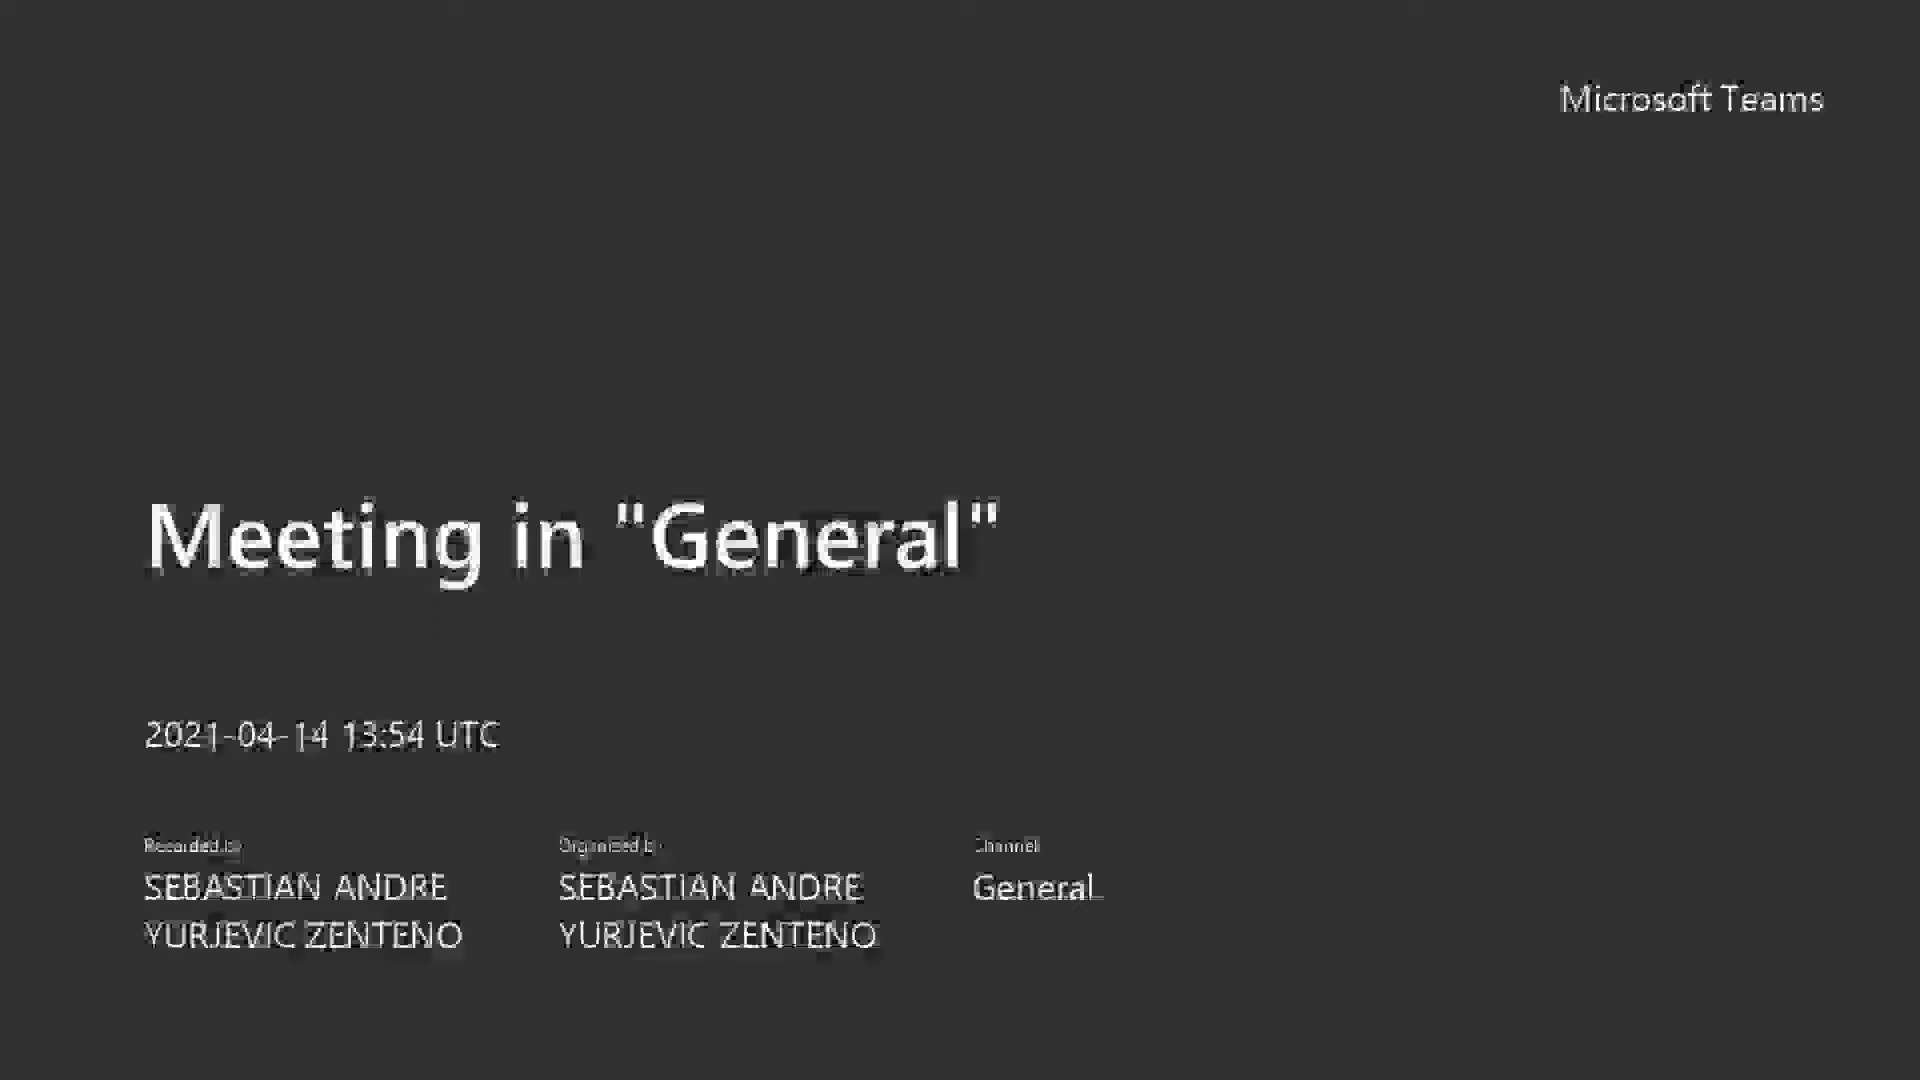 Microsoft Teams
Meeting in "General"
2021-04-14 13:54 UTC
Recorded by
Organized by
Channel
SEBASTIAN ANDRE
YURJEVIC ZENTENO
SEBASTIAN ANDRE
YURJEVIC ZENTENO
General